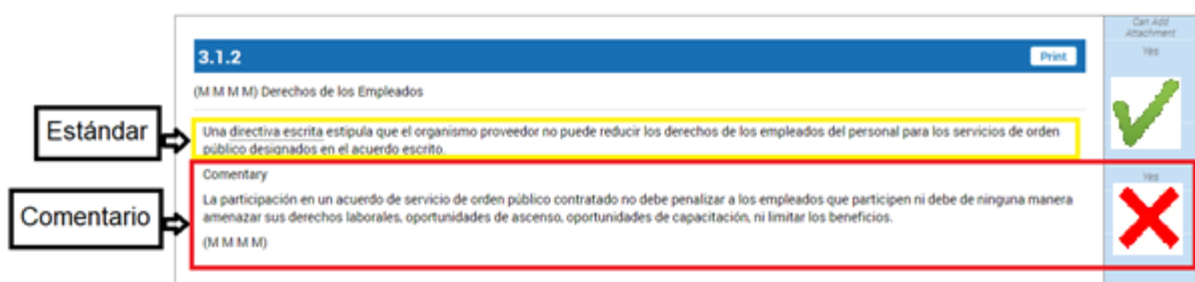 Can Add
Attachment
3.1.2
Print
Yes
(M M M M) Derechos de los Empleados
Estándar
Una directiva escrita estipula que el organismo proveedor no puede reducir los derechos de los empleados del personal para los servicios de orden
público designados en el acuerdo escrito.
Comentary
Yes
La participación en un acuerdo de servicio de orden público contratado no debe penalizar a los empleados que participen ni debe de ninguna manera
Comentario
amenazar sus derechos laborales, oportunidades de ascenso, oportunidades de capacitación, ni limitar los beneficios.
(M M M M)